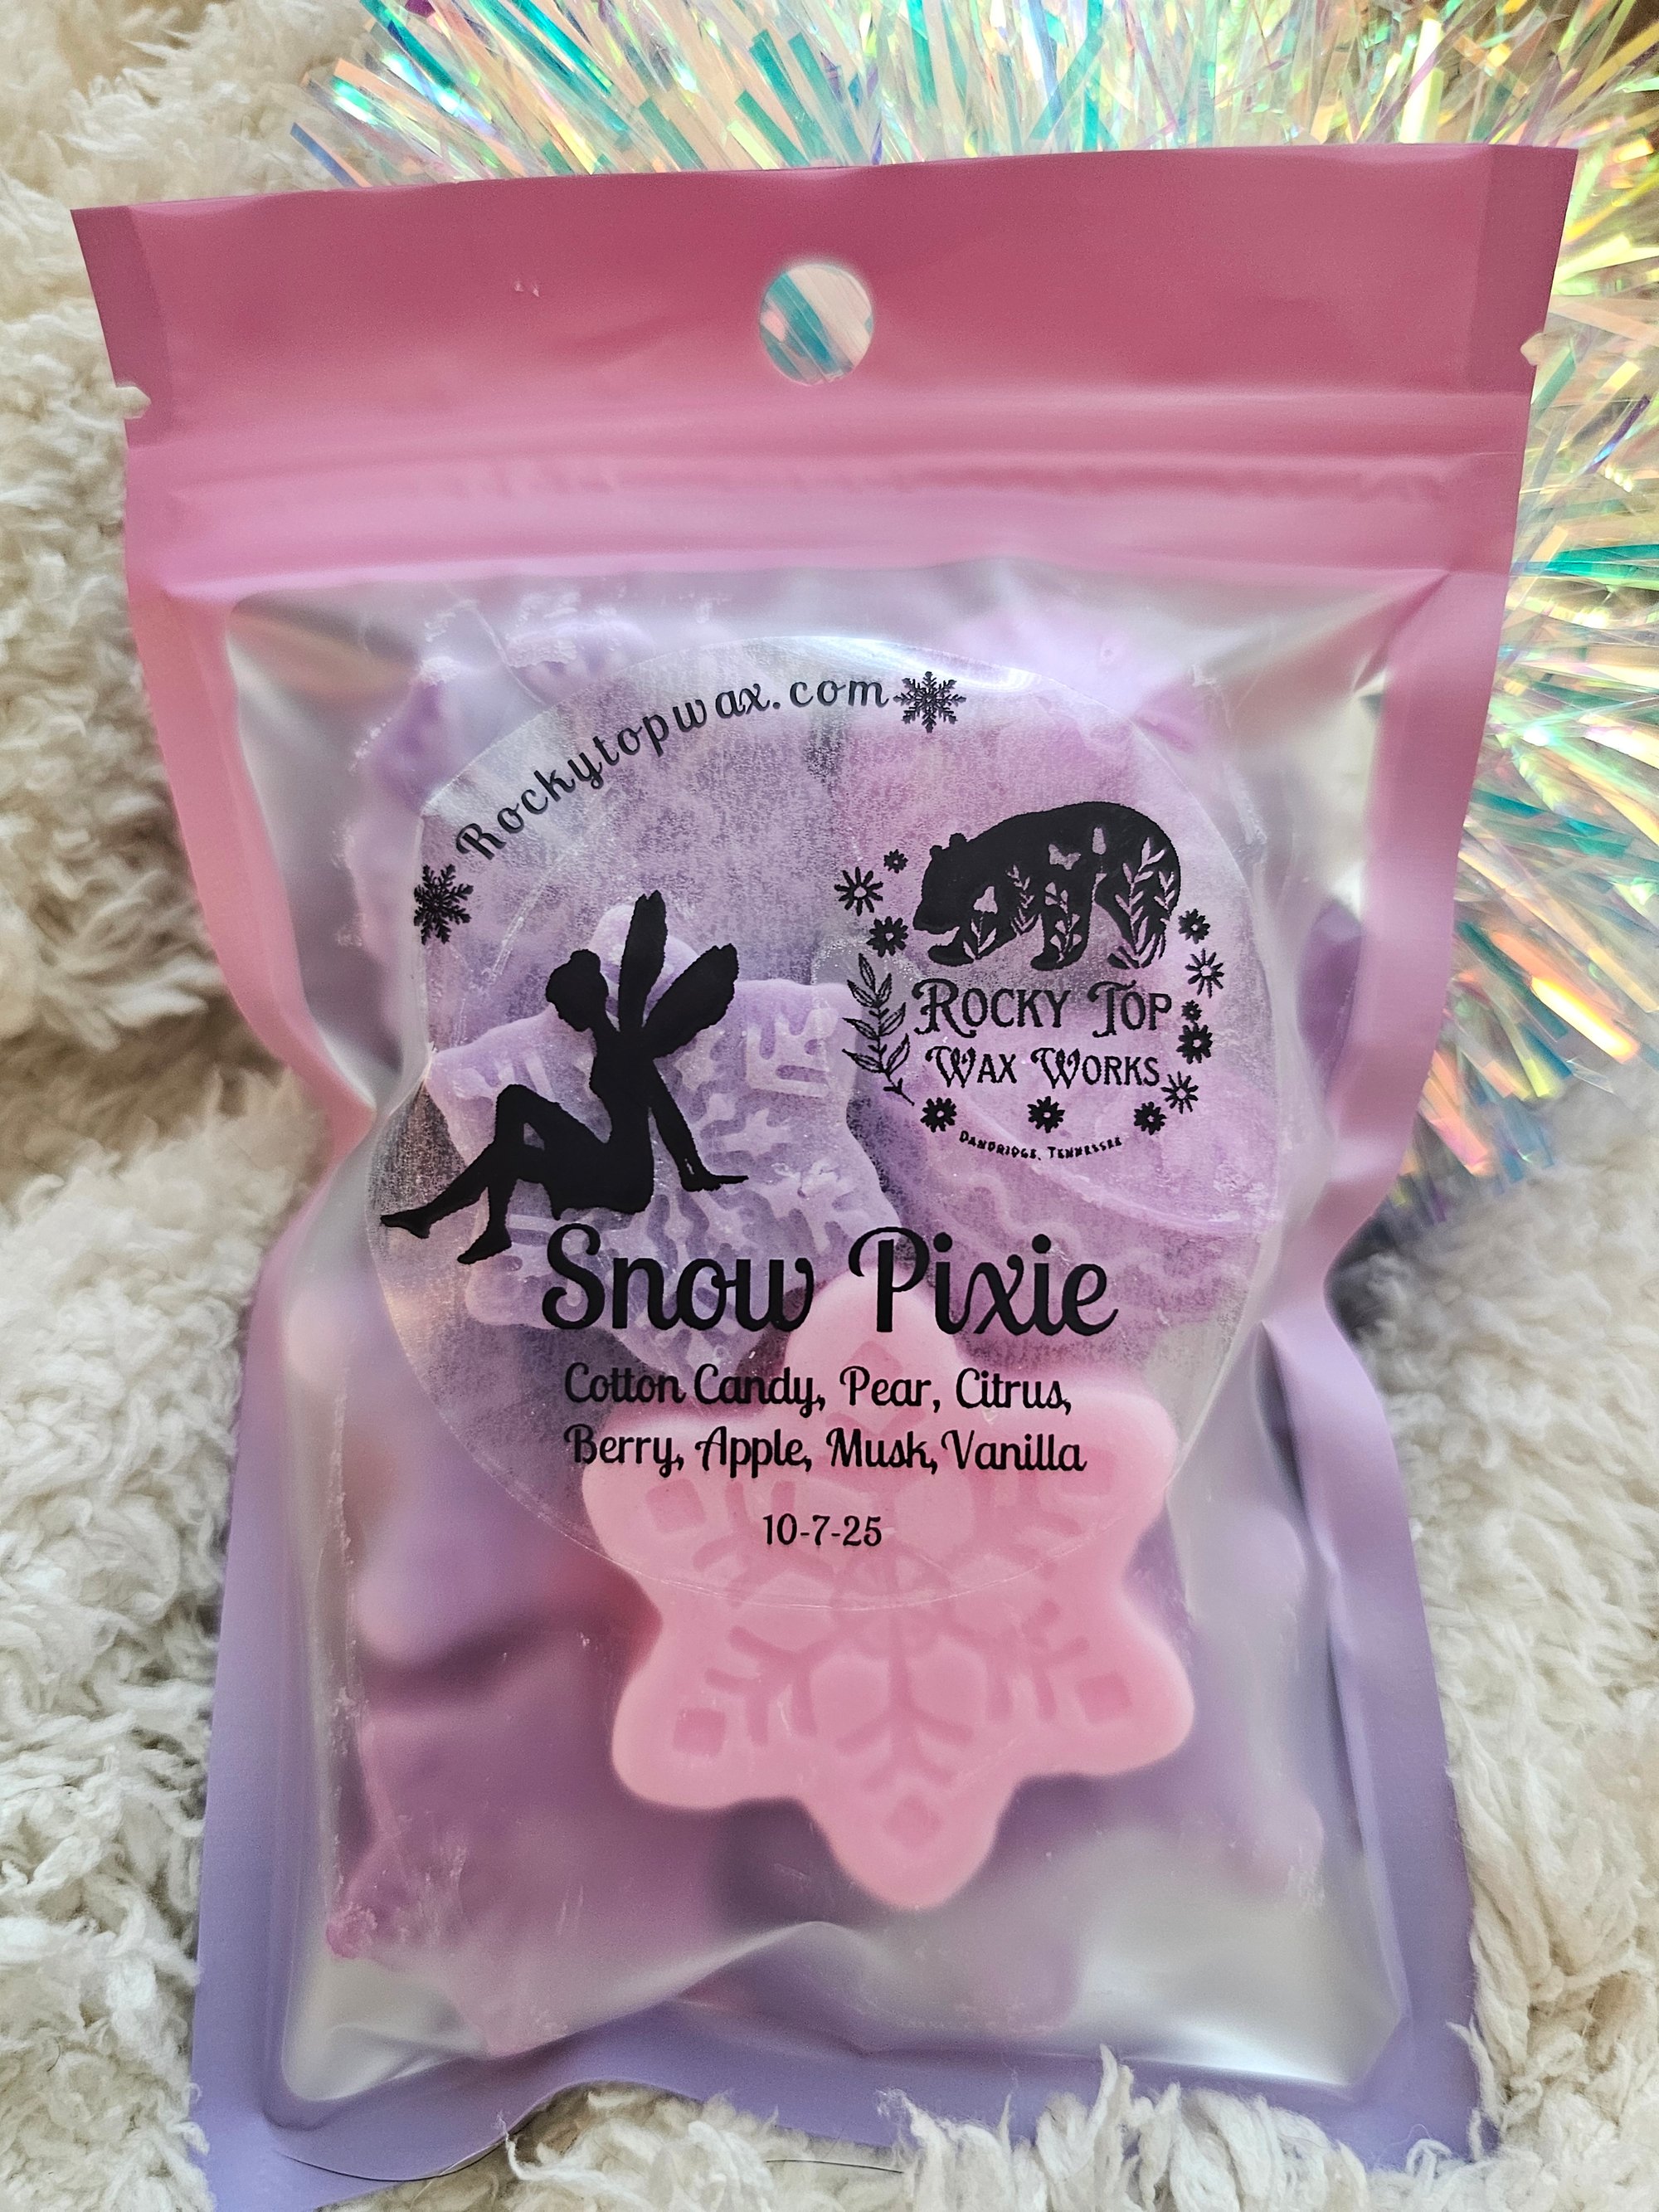 Rockytopwax.com
Rocky Top
Wax Works
Dandridge, Tennessee
Snow Pixie
Cotton Candy, Pear, Citrus,
Berry, Apple, Musk, Vanilla
10-7-25